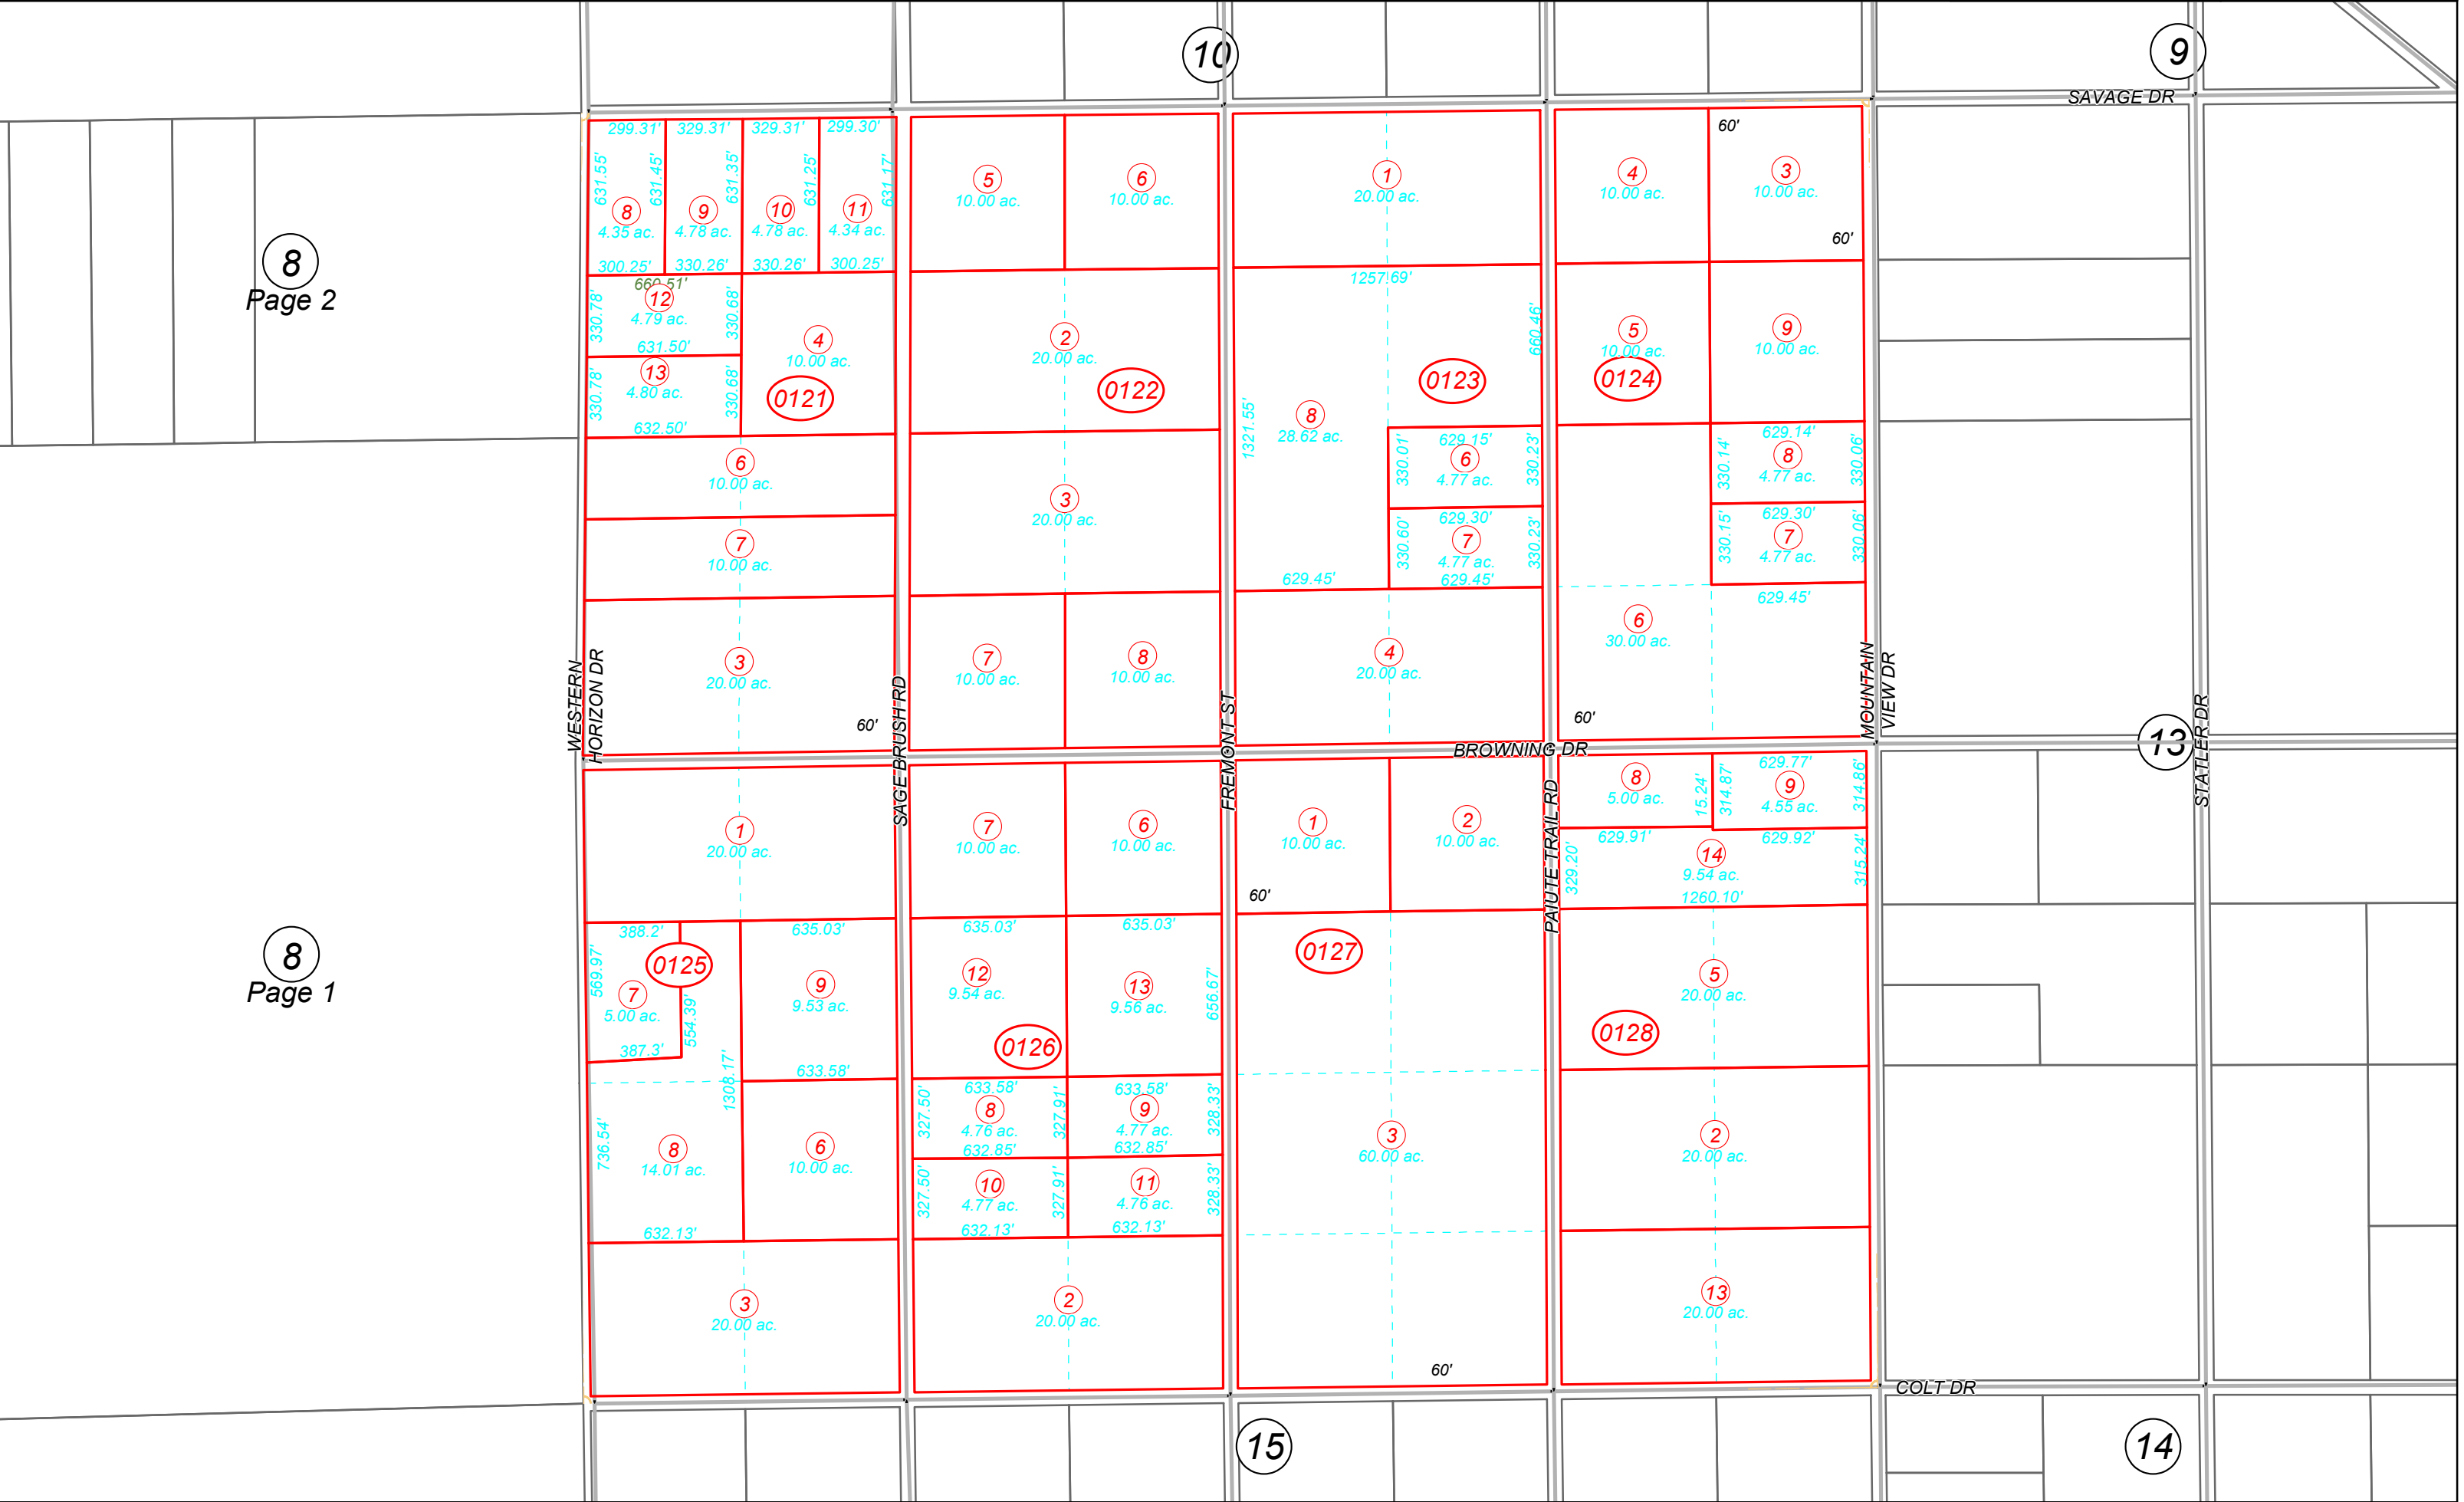 10
9
SAVAGE DR
8
Page 2
8
Page 1
13
15
14
COLT DR
WESTERN
HORIZON DR
SAGE BRUSH RD
FREMONT ST
BROWNING DR
PAIUTE TRAIL RD
MOUNTAIN
VIEW DR
STATLER DR
299.31'
329.31'
329.31'
299.30'
631.55'
631.45'
631.35'
631.25'
631.17'
8
4.35 ac.
9
4.78 ac.
10
4.78 ac.
11
4.34 ac.
300.25'
330.26'
330.26'
300.25'
660.51'
12
4.79 ac.
330.78'
330.68'
631.50'
13
4.80 ac.
330.78'
330.68'
632.50'
4
10.00 ac.
0121
6
10.00 ac.
7
10.00 ac.
3
20.00 ac.
60'
5
10.00 ac.
6
10.00 ac.
2
20.00 ac.
0122
3
20.00 ac.
7
10.00 ac.
8
10.00 ac.
1
20.00 ac.
1257.69'
660.46'
0123
8
28.62 ac.
1321.55'
629.15'
330.01'
6
4.77 ac.
330.23'
629.30'
330.60'
7
4.77 ac.
330.23'
629.45'
629.45'
4
20.00 ac.
60'
4
10.00 ac.
3
10.00 ac.
60'
5
10.00 ac.
0124
9
10.00 ac.
629.14'
330.14'
8
4.77 ac.
330.06'
629.30'
330.15'
7
4.77 ac.
330.06'
629.45'
6
30.00 ac.
60'
1
20.00 ac.
388.2'
0125
569.97'
7
5.00 ac.
554.39'
387.3'
635.03'
9
9.53 ac.
633.58'
1308.17'
736.54'
8
14.01 ac.
6
10.00 ac.
632.13'
3
20.00 ac.
7
10.00 ac.
6
10.00 ac.
635.03'
635.03'
12
9.54 ac.
13
9.56 ac.
656.67'
0126
633.58'
633.58'
327.50'
8
4.76 ac.
327.91'
9
4.77 ac.
328.33'
632.85'
632.85'
327.50'
10
4.77 ac.
327.91'
11
4.76 ac.
328.33'
632.13'
632.13'
2
20.00 ac.
1
10.00 ac.
2
10.00 ac.
60'
0127
3
60.00 ac.
60'
8
5.00 ac.
15.24'
314.87'
629.77'
9
4.55 ac.
314.86'
629.91'
629.92'
329.20'
14
9.54 ac.
315.24'
1260.10'
5
20.00 ac.
0128
2
20.00 ac.
13
20.00 ac.